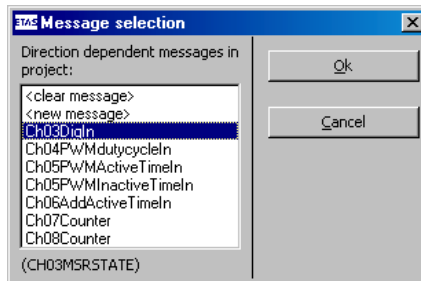 ETAS Message selection
Direction dependent messages in
project:
<clear message>
<new message>
Ch03DigIn
Ch04PWMdutycycleIn
Ch05PWMActiveTimeIn
Ch05PWMInactiveTimeIn
Ch06AddActiveTimeIn
Ch07Counter
Ch08Counter
(CH03MSRSTATE)
Ok
Cancel